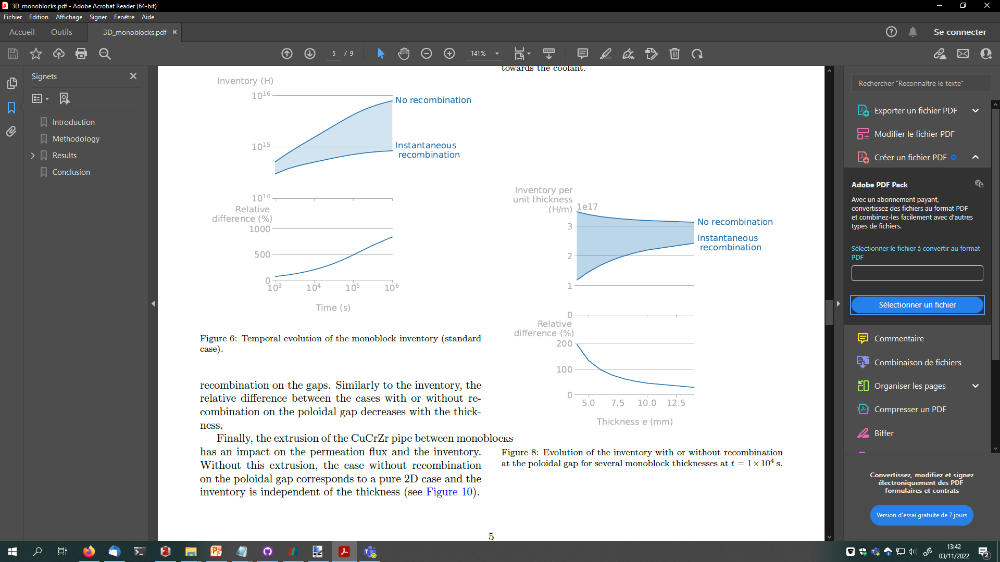 3D_monoblocks.pdf - Adobe Acrobat Reader (64-bit)
Fichier Edition Affichage Signer Fenêtre Aide
Accueil Outils 3D_monoblocks.pdf × Se connecter
5 / 9 141%
Signets
Introduction
Methodology
Results
Conclusion
Inventory (H)
10^16
No recombination
10^15
Instantaneous
recombination
10^14
Relative
difference (%)
1000
500
0
10^3 10^4 10^5 10^6
Time (s)
Figure 6: Temporal evolution of the monoblock inventory (standard
case).
recombination on the gaps. Similarly to the inventory, the
relative difference between the cases with or without re-
combination on the poloidal gap decreases with the thick-
ness.
Finally, the extrusion of the CuCrZr pipe between monoblocks
has an impact on the permeation flux and the inventory.
Without this extrusion, the case without recombination
on the poloidal gap corresponds to a pure 2D case and the
inventory is independent of the thickness (see Figure 10).
towards the coolant.
Inventory per
unit thickness
(H/m)
1e17
3
No recombination
Instantaneous
recombination
2
1
0
Relative
difference (%)
200
100
0
5.0 7.5 10.0 12.5
Thickness e (mm)
Figure 8: Evolution of the inventory with or without recombination
at the poloidal gap for several monoblock thicknesses at t = 1×10^4 s.
5
Rechercher "Reconnaître le texte"
Exporter un fichier PDF
Modifier le fichier PDF
Créer un fichier PDF
Adobe PDF Pack
Avec un abonnement payant,
convertissez des fichiers au format PDF
et combinez-les facilement avec d'autres
types de fichiers.
Sélectionner le fichier à convertir au format
PDF
Sélectionner un fichier
Commentaire
Combinaison de fichiers
Organiser les pages
Compresser un PDF
Biffer
Convertissez, modifiez et signez
électroniquement des PDF
formulaires et contrats
Version d'essai gratuite de 7 jours
13:42
03/11/2022
2